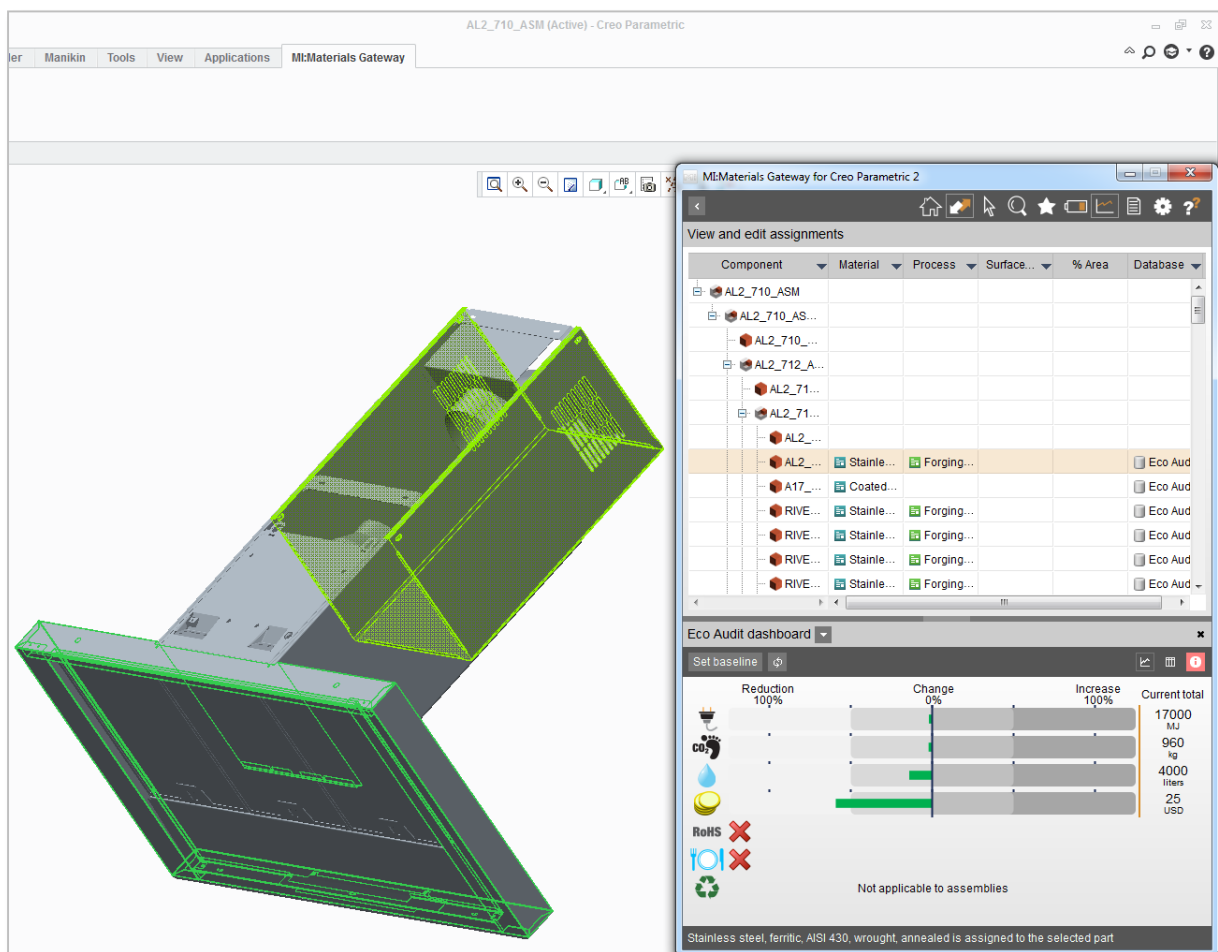 AL2_710_ASM (Active) - Creo Parametric
Manikin Tools View Applications MI:Materials Gateway
MI:Materials Gateway for Creo Parametric 2
View and edit assignments
Component Material Process Surface... % Area Database
AL2_710_ASM
AL2_710_AS...
AL2_710_...
AL2_712_A...
AL2_71...
AL2_71...
AL2_...
AL2_... Stainle... Forging... Eco Aud
A17_... Coated... Eco Aud
RIVE... Stainle... Forging... Eco Aud
RIVE... Stainle... Forging... Eco Aud
RIVE... Stainle... Forging... Eco Aud
RIVE... Stainle... Forging... Eco Aud
Eco Audit dashboard
Set baseline
Reduction Change Increase Current total
100% 0% 100%
17000
MJ
CO2 960
kg
4000
liters
25
USD
RoHS
Not applicable to assemblies
Stainless steel, ferritic, AISI 430, wrought, annealed is assigned to the selected part